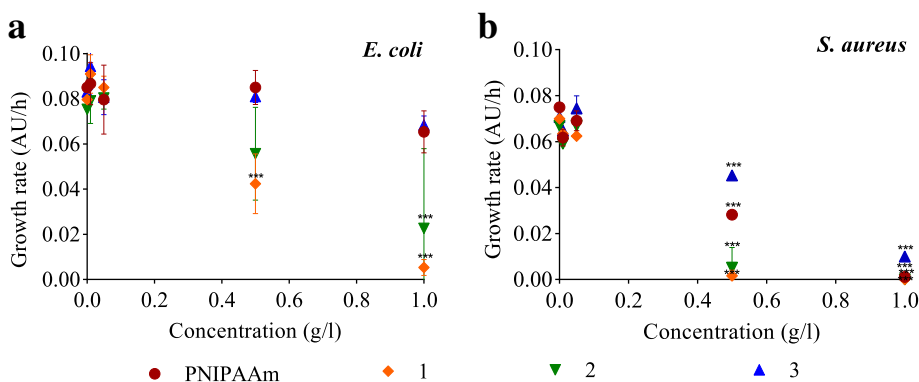 a
E. coli
Growth rate (AU/h)
0.10
0.08
0.06
0.04
0.02
0.00
***
***
***
0.0 0.2 0.4 0.6 0.8 1.0
Concentration (g/l)
b
S. aureus
Growth rate (AU/h)
0.10
0.08
0.06
0.04
0.02
0.00
***
***
***
***
***
***
***
***
0.0 0.2 0.4 0.6 0.8 1.0
Concentration (g/l)
PNIPAAm 1 2 3